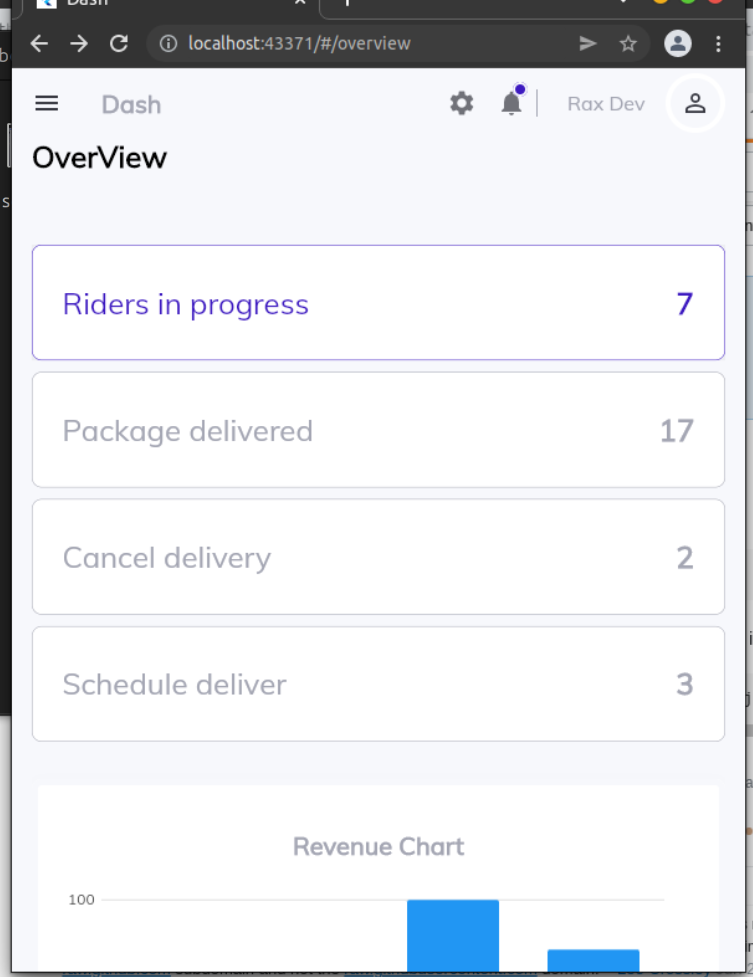 Dash
localhost:43371/#/overview
Dash
Rax Dev
OverView
Riders in progress 7
Package delivered 17
Cancel delivery 2
Schedule deliver 3
Revenue Chart
100